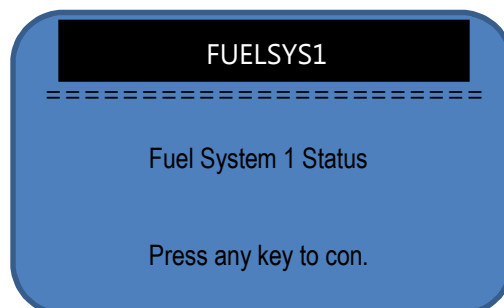 FUELSYS1
=======================
Fuel System 1 Status
Press any key to con.